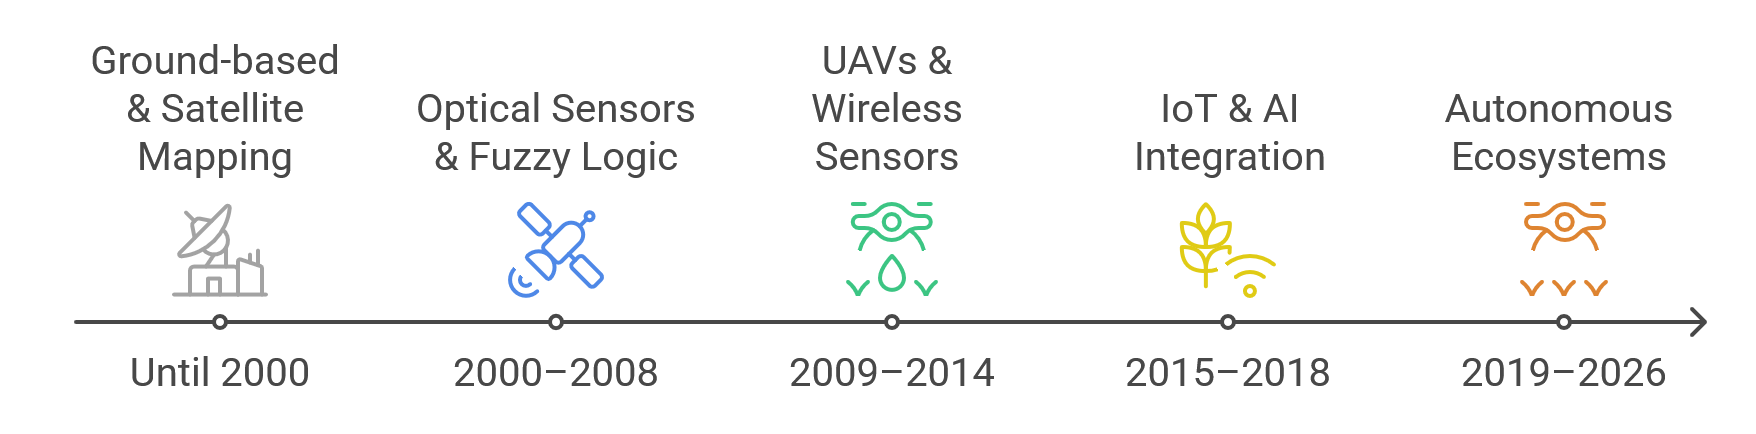 Ground-based
& Satellite
Mapping
Optical Sensors
& Fuzzy Logic
UAVs &
Wireless
Sensors
IoT & AI
Integration
Autonomous
Ecosystems
Until 2000
2000–2008
2009–2014
2015–2018
2019–2026